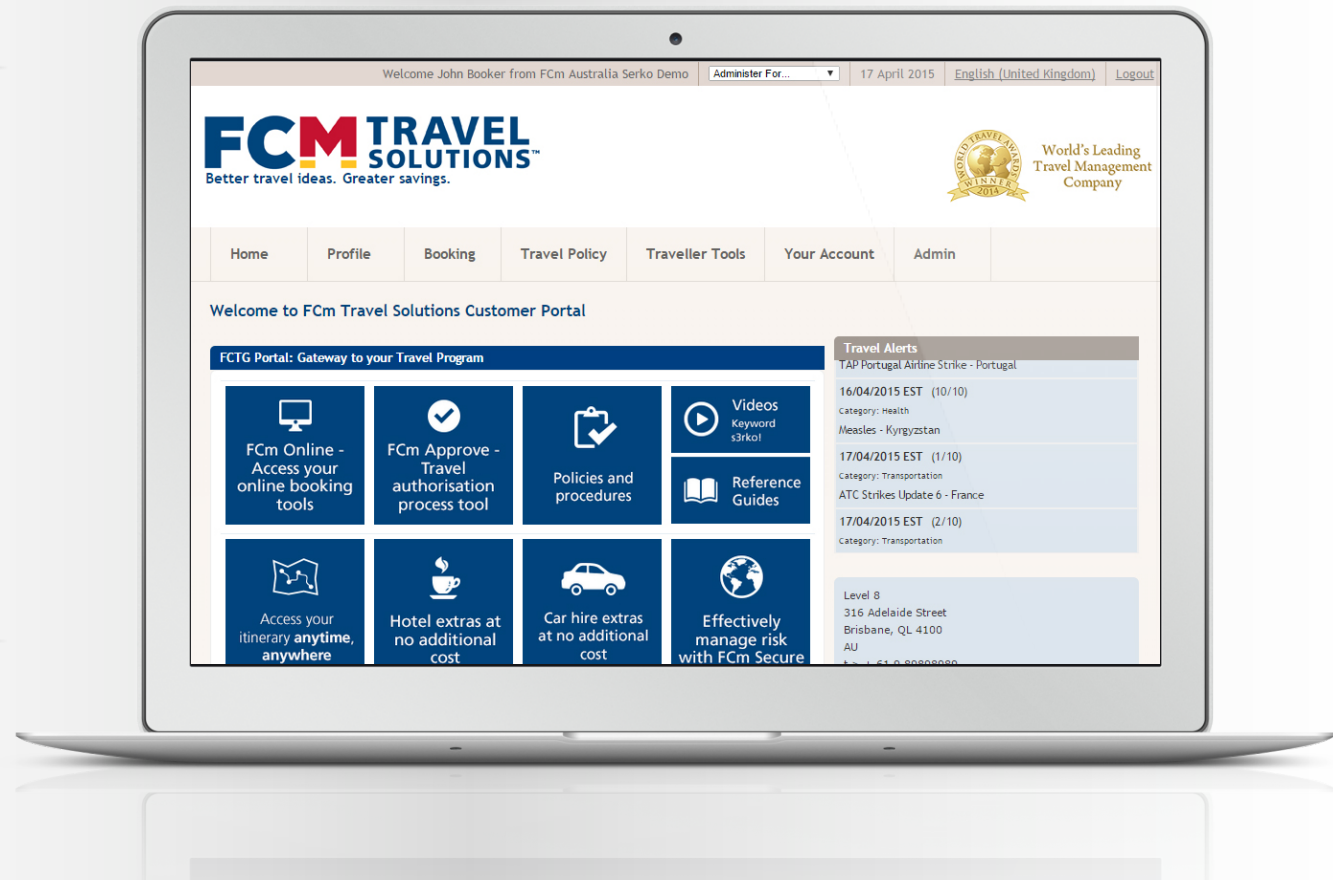 Welcome John Booker from FCm Australia Serko Demo
Administer For...
17 April 2015
English (United Kingdom)
Logout
FCM TRAVEL
SOLUTIONS™
Better travel ideas. Greater savings.
WORLD TRAVEL AWARDS
WINNER
2014
World's Leading
Travel Management
Company
Home
Profile
Booking
Travel Policy
Traveller Tools
Your Account
Admin
Welcome to FCm Travel Solutions Customer Portal
FCTG Portal: Gateway to your Travel Program
FCm Online -
Access your
online booking
tools
FCm Approve -
Travel
authorisation
process tool
Policies and
procedures
Videos
Keyword
s3rko!
Reference
Guides
Access your
itinerary anytime,
anywhere
Hotel extras at
no additional
cost
Car hire extras
at no additional
cost
Effectively
manage risk
with FCm Secure
Travel Alerts
TAP Portugal Airline Strike - Portugal
16/04/2015 EST (10/10)
Category: Health
Measles - Kyrgyzstan
17/04/2015 EST (1/10)
Category: Transportation
ATC Strikes Update 6 - France
17/04/2015 EST (2/10)
Category: Transportation
Level 8
316 Adelaide Street
Brisbane, QL 4100
AU